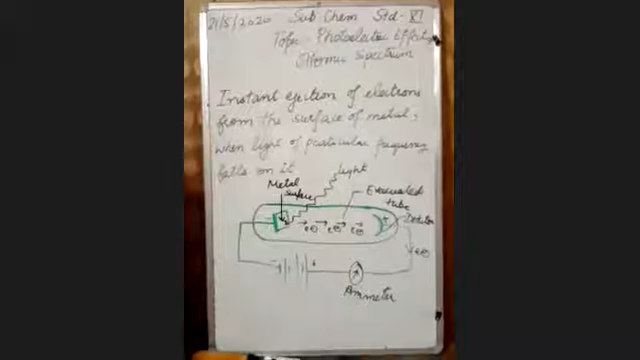 21/5/2020 Sub Chem Std - XI
Topic - Photoelectric Effect,
Atomic Spectrum
Instant ejection of electrons
from the surface of metal,
when light of particular frequency
falls on it
light
Metal
surface
Evacuated
tube
Detector
- +
e⊖ e⊖ e⊖
e⊖
- +
A
Ammeter